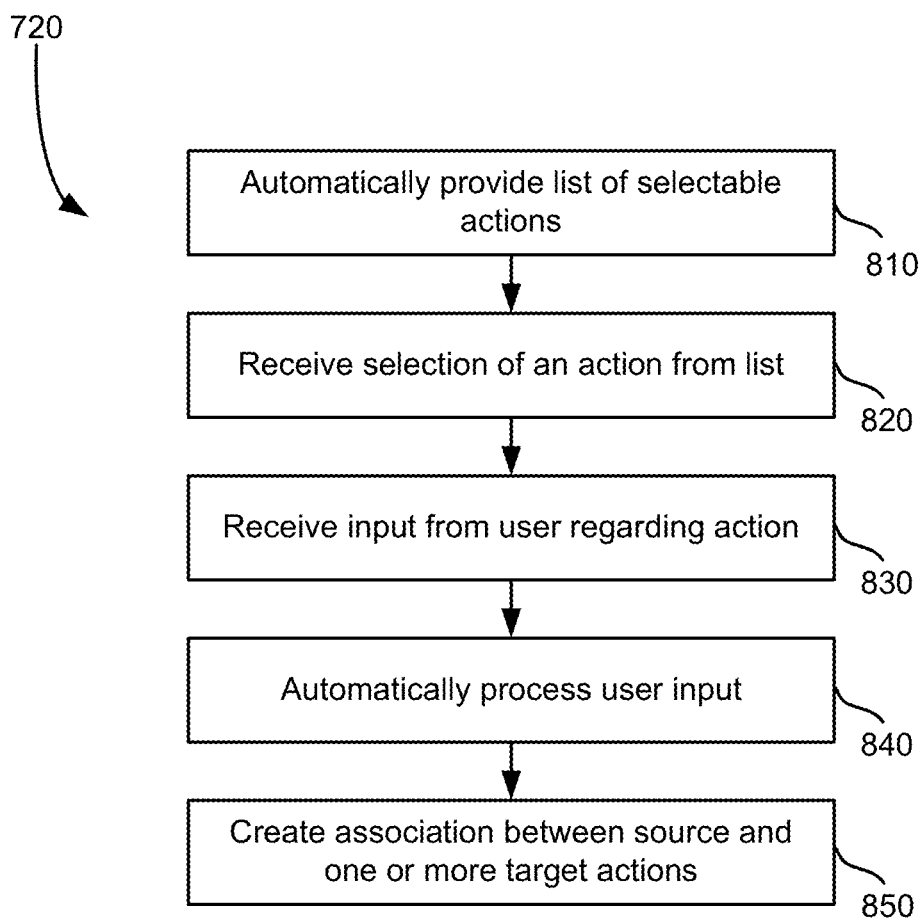 720
Automatically provide list of selectable
actions
810
Receive selection of an action from list
820
Receive input from user regarding action
830
Automatically process user input
840
Create association between source and
one or more target actions
850